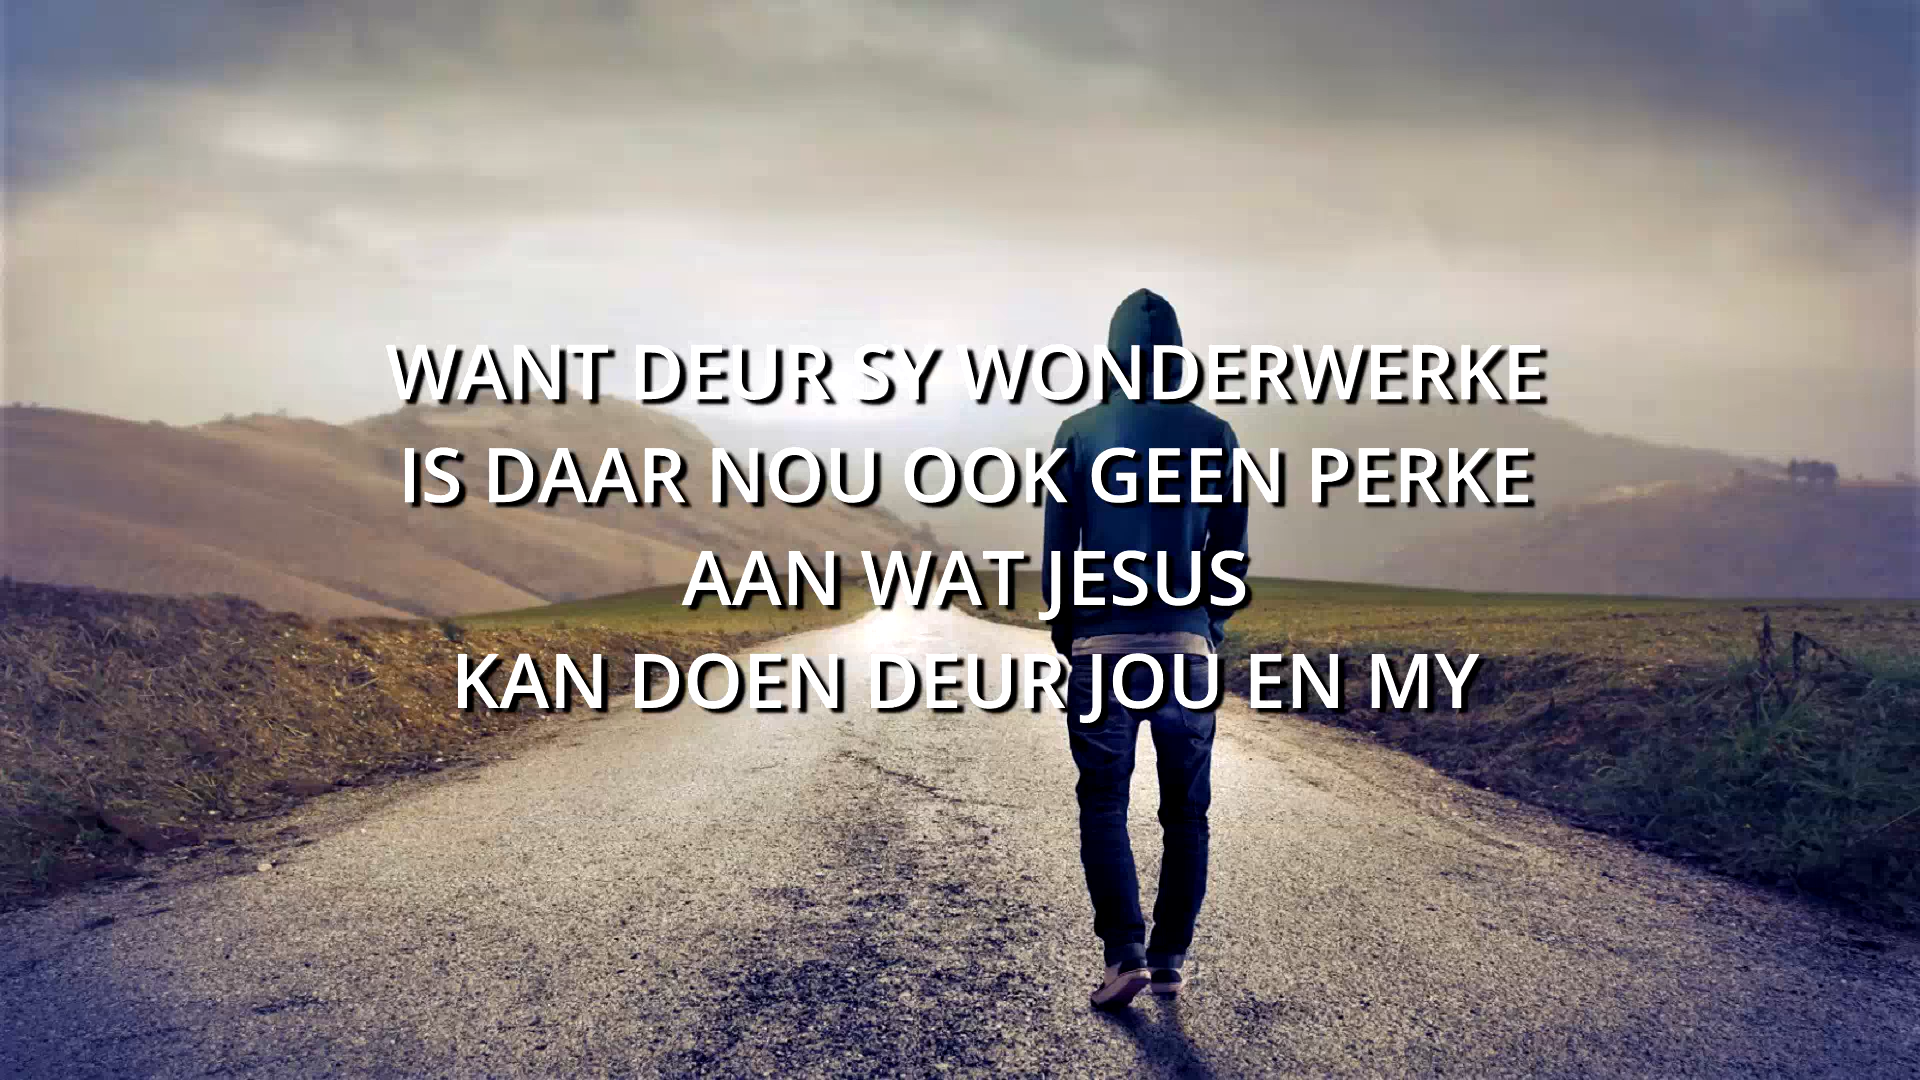 WANT DEUR SY WONDERWERKE
IS DAAR NOU OOK GEEN PERKE
AAN WAT JESUS
KAN DOEN DEUR JOU EN MY